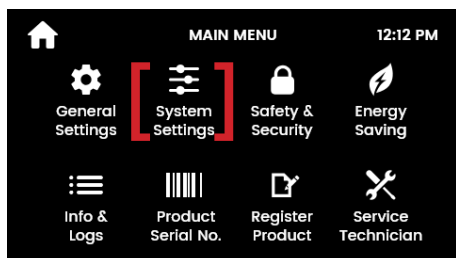 MAIN MENU 12:12 PM
General Settings
System Settings
Safety & Security
Energy Saving
Info & Logs
Product Serial No.
Register Product
Service Technician